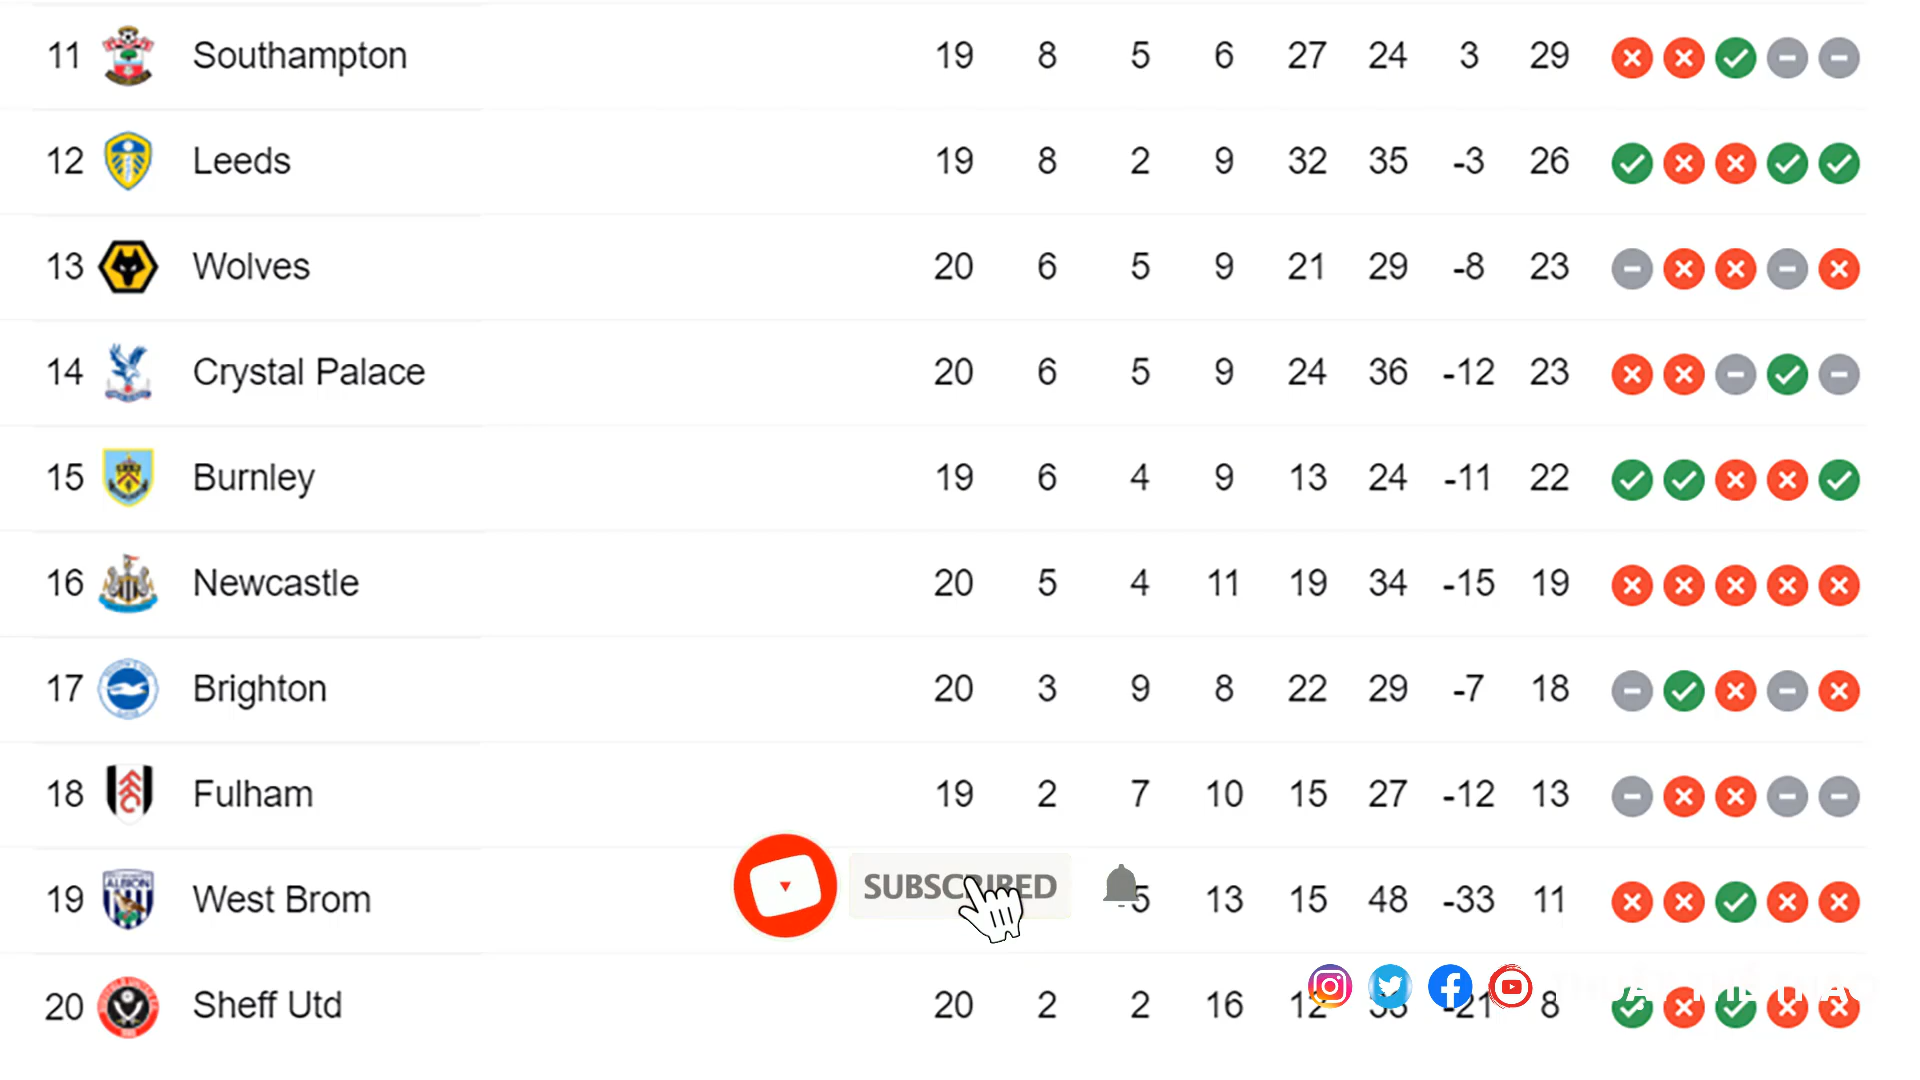 11 Southampton 19 8 5 6 27 24 3 29
12 Leeds 19 8 2 9 32 35 -3 26
13 Wolves 20 6 5 9 21 29 -8 23
14 Crystal Palace 20 6 5 9 24 36 -12 23
15 Burnley 19 6 4 9 13 24 -11 22
16 Newcastle 20 5 4 11 19 34 -15 19
17 Brighton 20 3 9 8 22 29 -7 18
18 Fulham 19 2 7 10 15 27 -12 13
19 West Brom 5 13 15 48 -33 11
SUBSCRIBED
20 Sheff Utd 20 2 2 16 12 33 -21 8